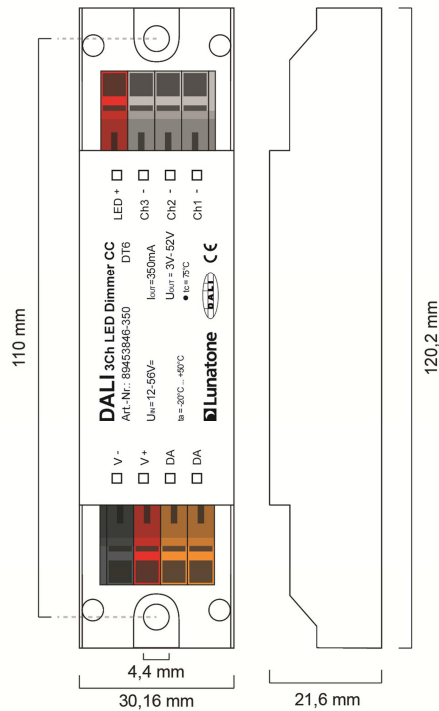 LED +
Ch3 -
Ch2 -
Ch1 -
DALI 3Ch LED Dimmer CC
Art.-Nr.: 89453846-350 DT6
UIN=12-56V= IOUT=350mA
UOUT = 3V-52V
ta = -20°C ... +50°C ● tc = 75°C
Lunatone DALI CE
V -
V +
DA
DA
110 mm
120,2 mm
4,4 mm
30,16 mm
21,6 mm